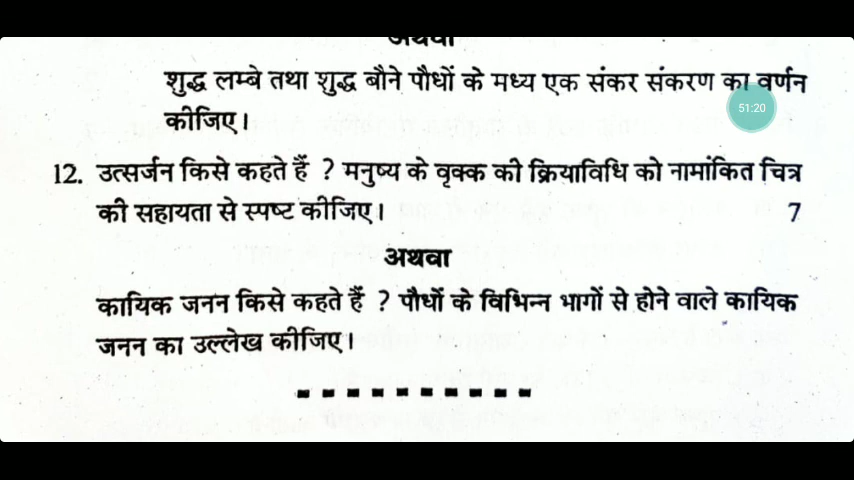 अथवा
शुद्ध लम्बे तथा शुद्ध बौने पौधों के मध्य एक संकर संकरण का वर्णन
51:20
कीजिए।
12. उत्सर्जन किसे कहते हैं ? मनुष्य के वृक्क की क्रियाविधि को नामांकित चित्र
की सहायता से स्पष्ट कीजिए। 7
अथवा
कायिक जनन किसे कहते हैं ? पौधों के विभिन्न भागों से होने वाले कायिक
जनन का उल्लेख कीजिए।